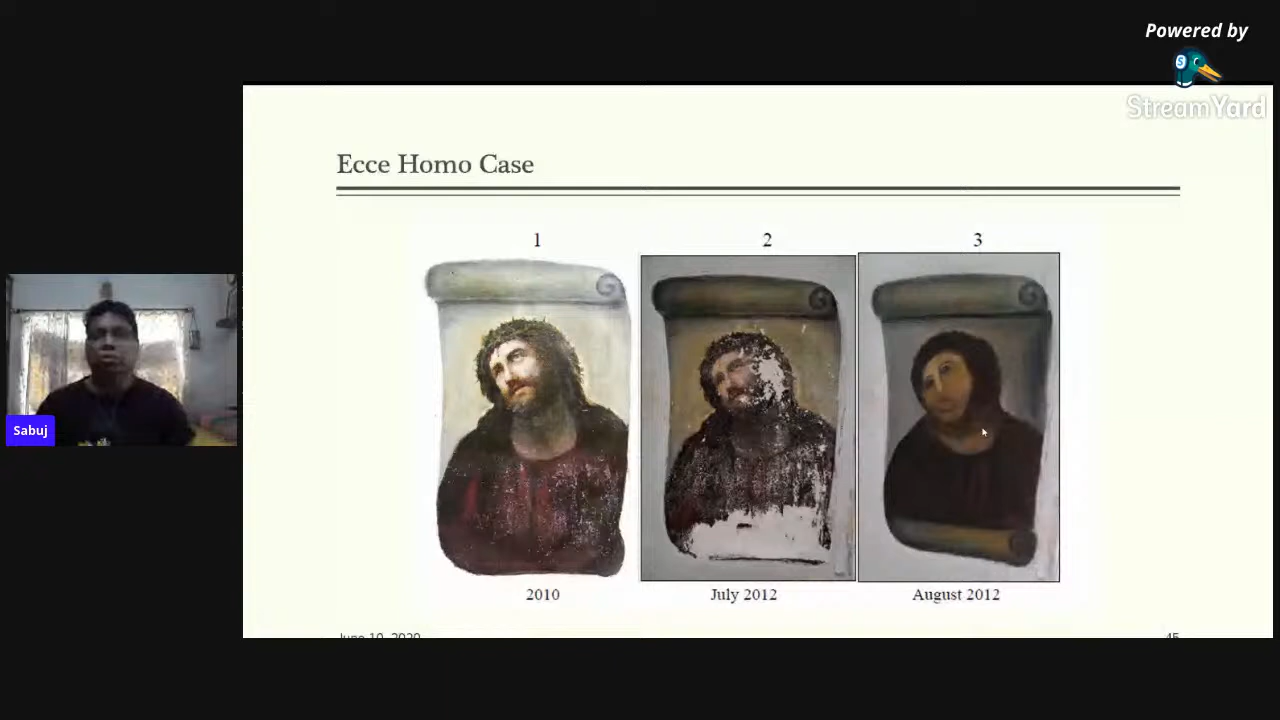 Powered by
StreamYard
Ecce Homo Case
1 2 3
2010 July 2012 August 2012
Sabuj
June 10, 2020
45